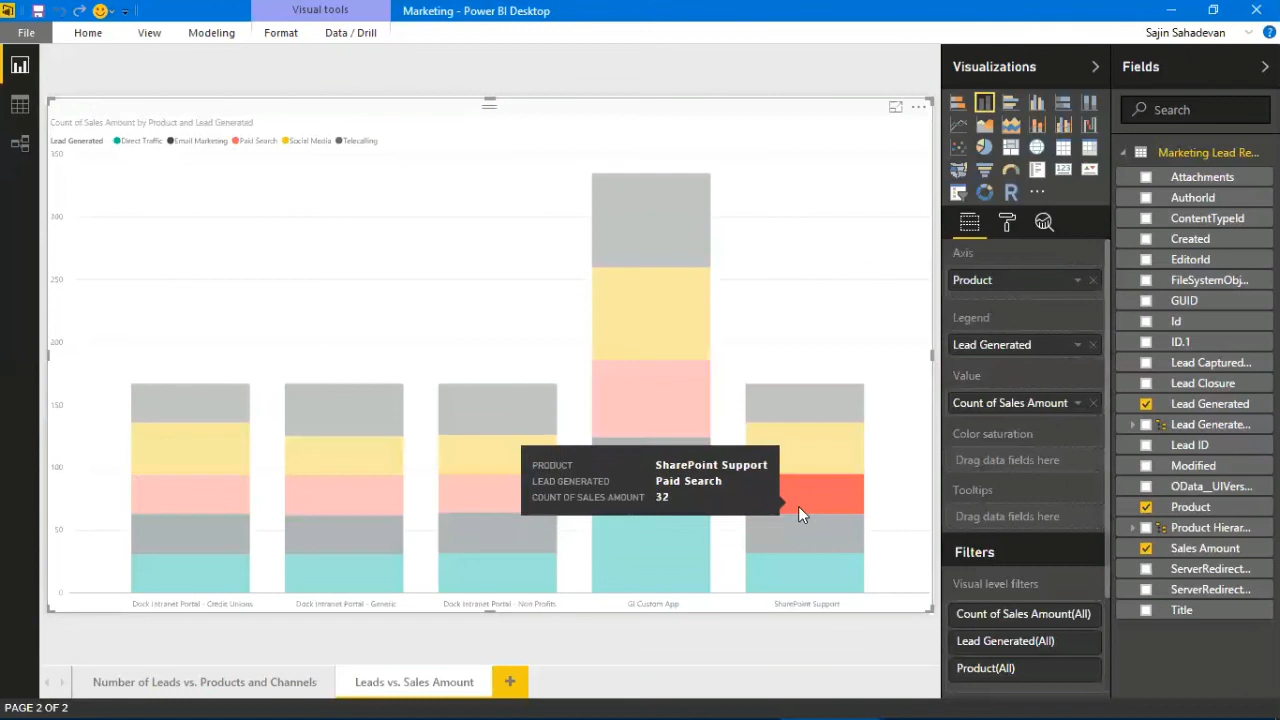 Visual tools
Marketing - Power BI Desktop
File
Home
View
Modeling
Format
Data / Drill
Sajin Sahadevan
?
Count of Sales Amount by Product and Lead Generated
Lead Generated
Direct Traffic
Email Marketing
Paid Search
Social Media
Telecalling
350
300
250
200
150
100
50
0
Dock Intranet Portal - Credit Unions
Dock Intranet Portal - Generic
Dock Intranet Portal - Non Profits
GI Custom App
SharePoint Support
PRODUCT SharePoint Support
LEAD GENERATED Paid Search
COUNT OF SALES AMOUNT 32
Number of Leads vs. Products and Channels
Leads vs. Sales Amount
+
PAGE 2 OF 2
Visualizations
R
Axis
Product
Legend
Lead Generated
Value
Count of Sales Amount
Color saturation
Drag data fields here
Tooltips
Drag data fields here
Filters
Visual level filters
Count of Sales Amount(All)
Lead Generated(All)
Product(All)
Fields
Search
Marketing Lead Re...
Attachments
AuthorId
ContentTypeId
Created
EditorId
FileSystemObj...
GUID
Id
ID.1
Lead Captured...
Lead Closure
Lead Generated
Lead Generate...
Lead ID
Modified
OData__UIVers...
Product
Product Hierar...
Sales Amount
ServerRedirect...
ServerRedirect...
Title